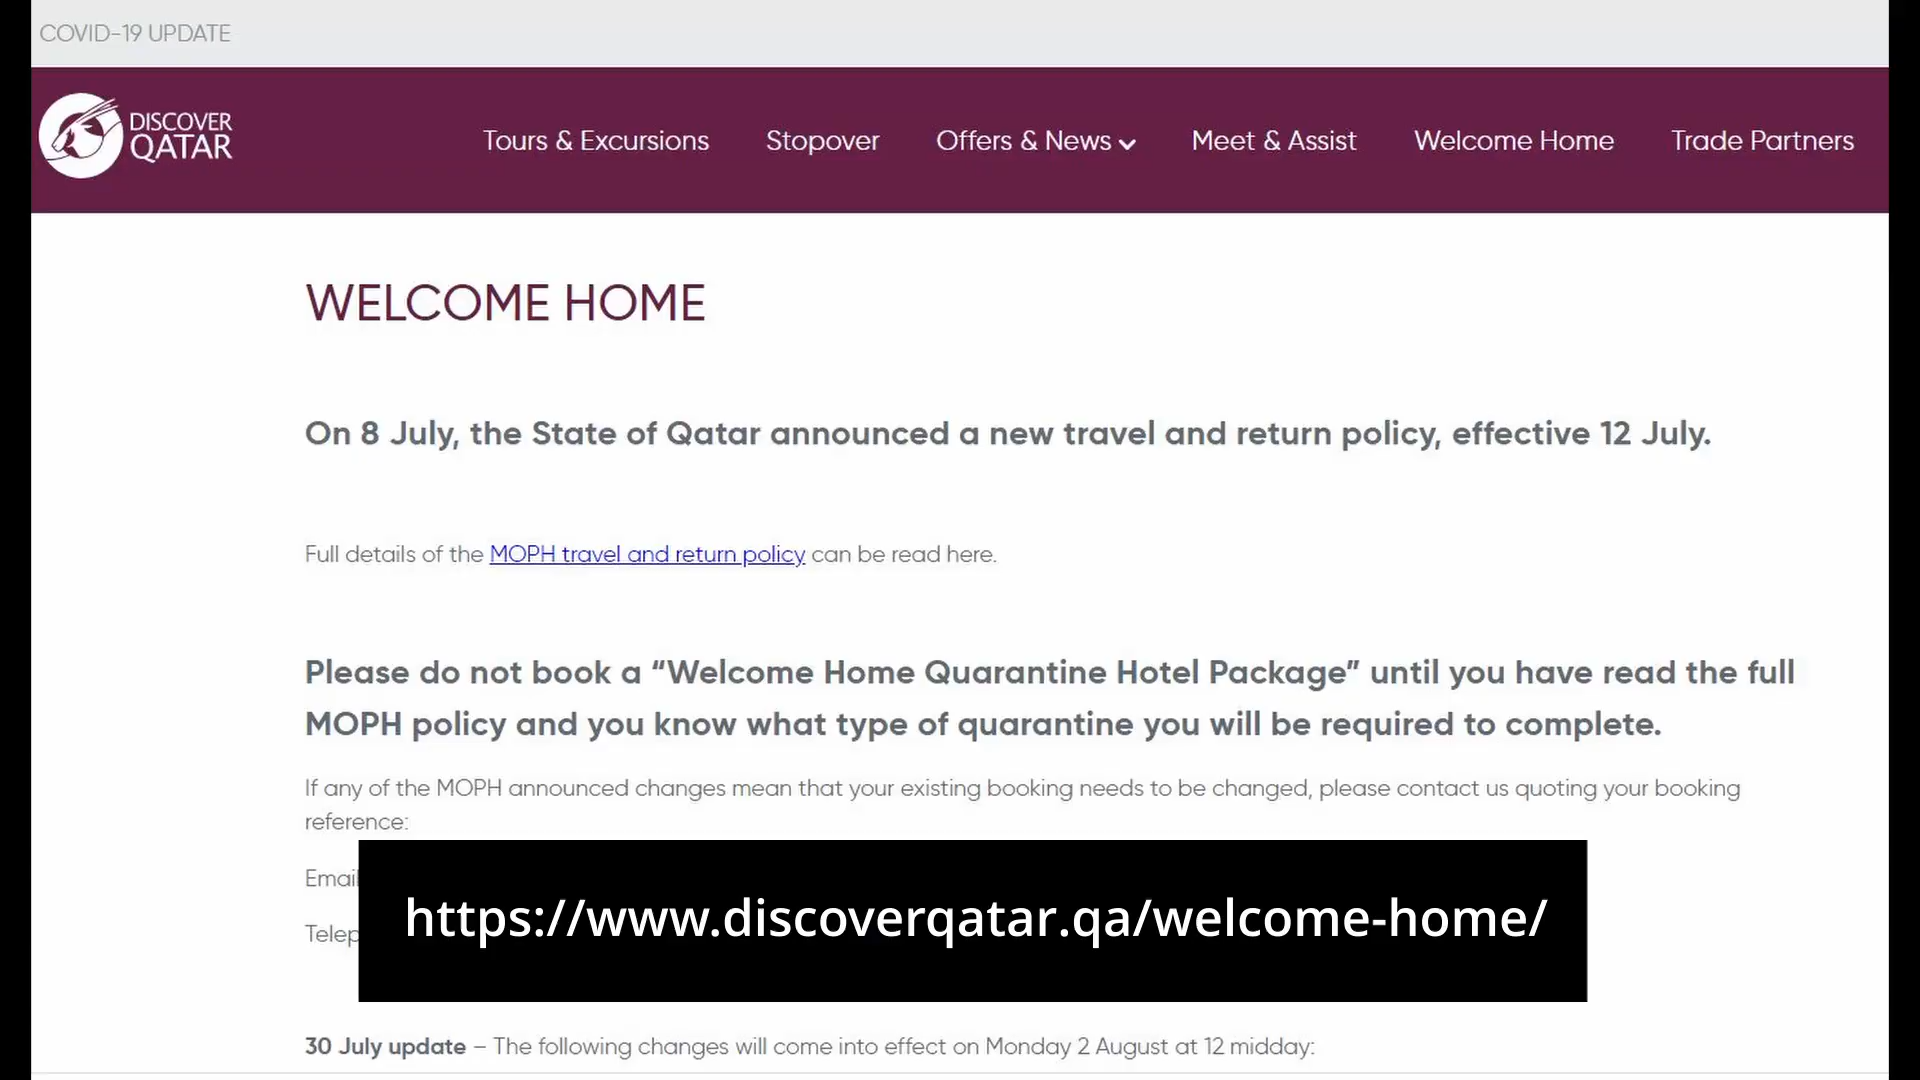 COVID-19 UPDATE
DISCOVER
QATAR
Tours & Excursions Stopover Offers & News Meet & Assist Welcome Home Trade Partners
WELCOME HOME
On 8 July, the State of Qatar announced a new travel and return policy, effective 12 July.
Full details of the MOPH travel and return policy can be read here.
Please do not book a “Welcome Home Quarantine Hotel Package” until you have read the full
MOPH policy and you know what type of quarantine you will be required to complete.
If any of the MOPH announced changes mean that your existing booking needs to be changed, please contact us quoting your booking
reference:
Email
Telep
https://www.discoverqatar.qa/welcome-home/
30 July update – The following changes will come into effect on Monday 2 August at 12 midday: